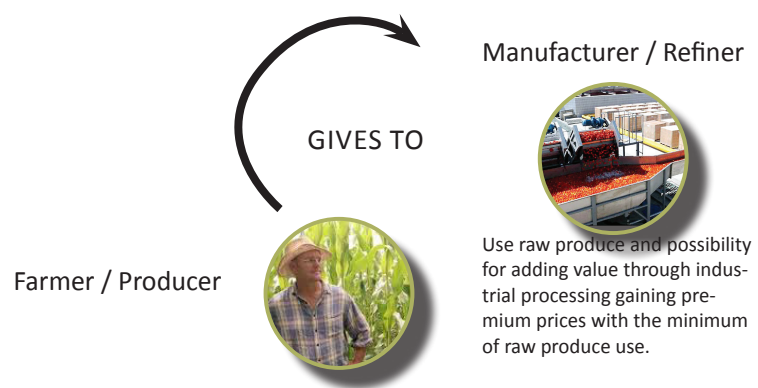 Manufacturer / Refiner
GIVES TO
Use raw produce and possibility
for adding value through indus-
trial processing gaining pre-
mium prices with the minimum
of raw produce use.
Farmer / Producer